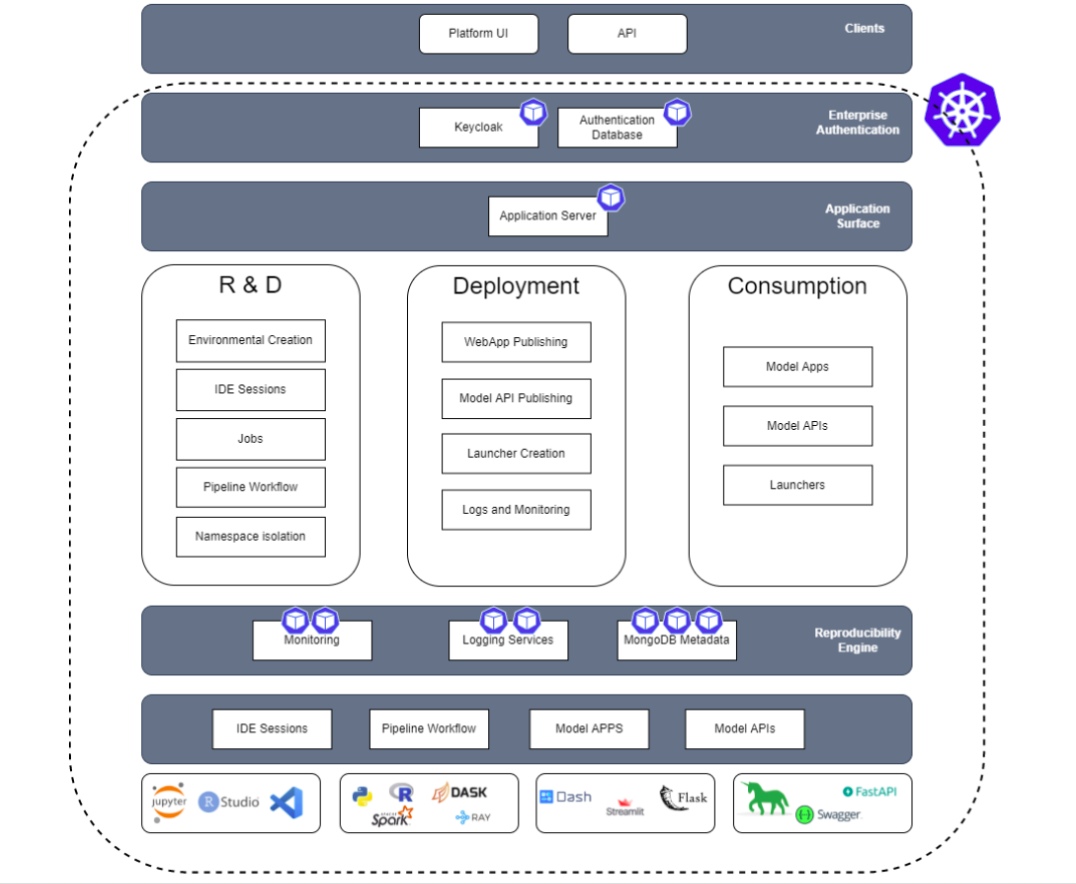 Platform UI
API
Clients
Keycloak
Authentication
Database
Enterprise
Authentication
Application Server
Application
Surface
R & D
Environmental Creation
IDE Sessions
Jobs
Pipeline Workflow
Namespace isolation
Deployment
WebApp Publishing
Model API Publishing
Launcher Creation
Logs and Monitoring
Consumption
Model Apps
Model APIs
Launchers
Monitoring
Logging Services
MongoDB Metadata
Reproducibility
Engine
IDE Sessions
Pipeline Workflow
Model APPS
Model APIs
jupyter
R Studio
R
DASK
Spark
RAY
Dash
Streamlit
Flask
FastAPI
Swagger